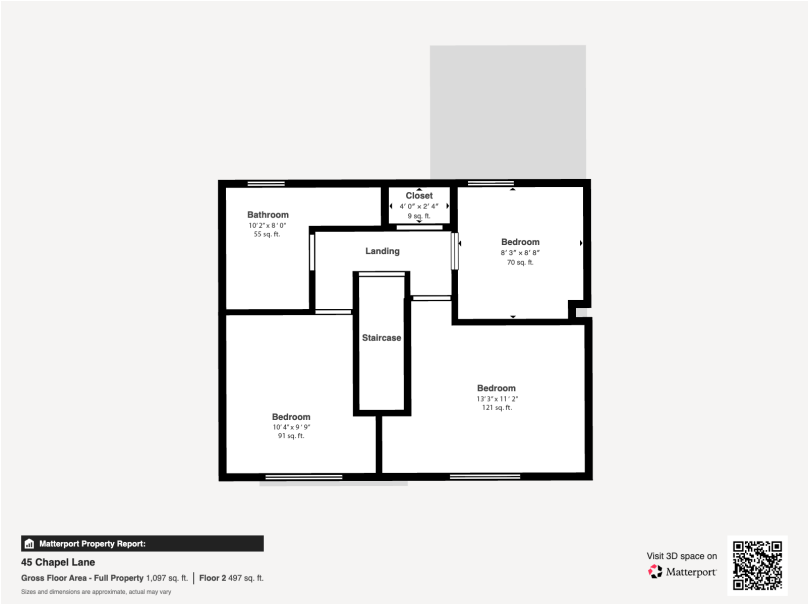 Closet
4' 0" × 2' 4"
9 sq. ft.
Bathroom
10' 2" x 8' 0"
55 sq. ft.
Landing
Bedroom
8' 3" × 8' 8"
70 sq. ft.
Staircase
Bedroom
13'3" x 11' 2"
121 sq. ft.
Bedroom
10' 4" x 9' 9"
91 sq. ft.
Matterport Property Report:
45 Chapel Lane
Gross Floor Area - Full Property 1,097 sq. ft. | Floor 2 497 sq. ft.
Sizes and dimensions are approximate, actual may vary
Visit 3D space on
Matterport